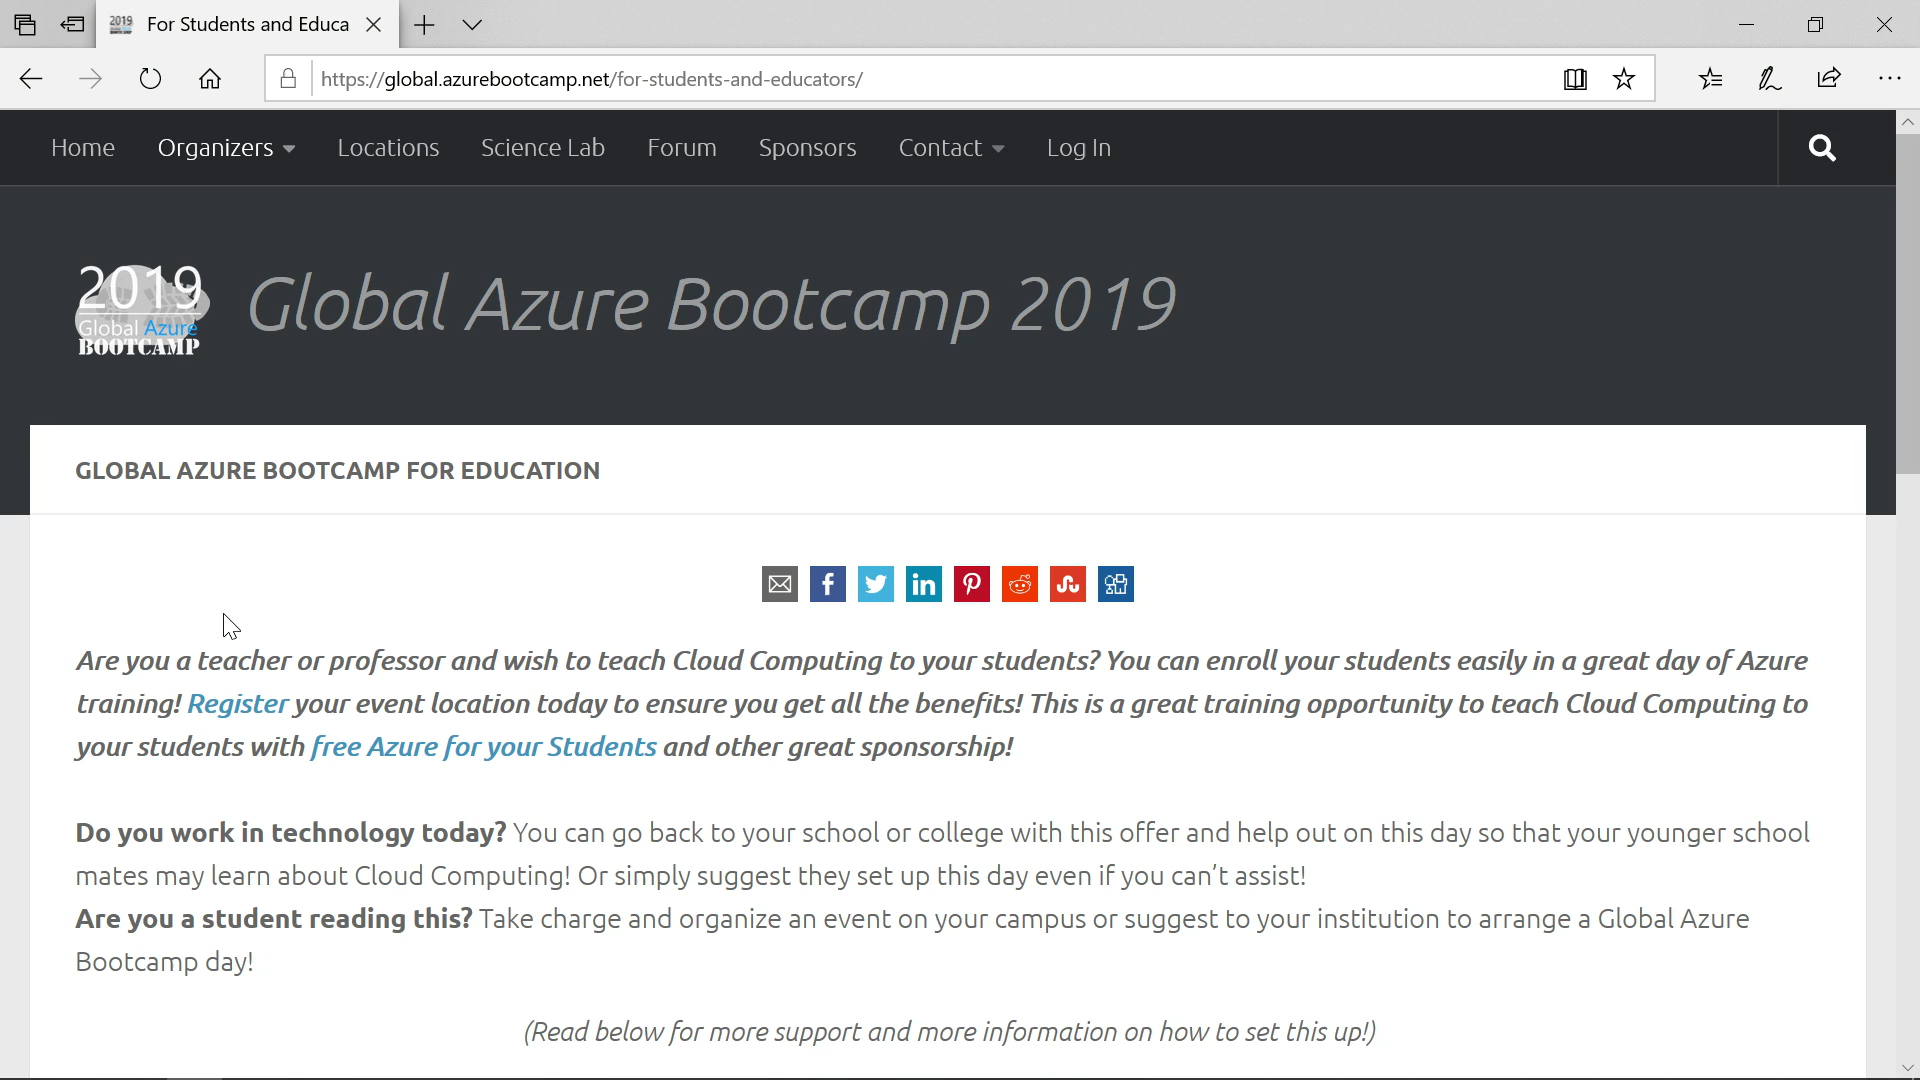 For Students and Educa
https://global.azurebootcamp.net/for-students-and-educators/
Home Organizers Locations Science Lab Forum Sponsors Contact Log In
2019
Global Azure
BOOTCAMP
Global Azure Bootcamp 2019
GLOBAL AZURE BOOTCAMP FOR EDUCATION
Are you a teacher or professor and wish to teach Cloud Computing to your students? You can enroll your students easily in a great day of Azure
training! Register your event location today to ensure you get all the benefits! This is a great training opportunity to teach Cloud Computing to
your students with free Azure for your Students and other great sponsorship!
Do you work in technology today? You can go back to your school or college with this offer and help out on this day so that your younger school
mates may learn about Cloud Computing! Or simply suggest they set up this day even if you can’t assist!
Are you a student reading this? Take charge and organize an event on your campus or suggest to your institution to arrange a Global Azure
Bootcamp day!
(Read below for more support and more information on how to set this up!)